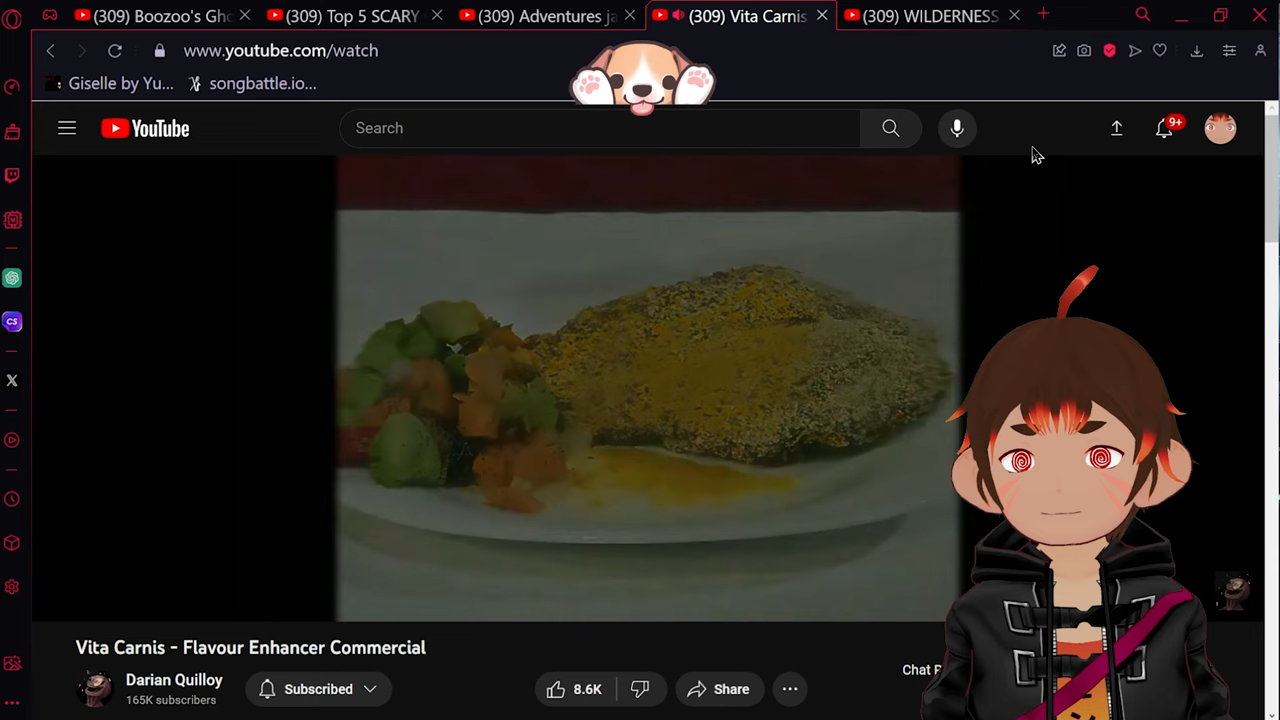 (309) Boozoo's Gho
(309) Top 5 SCARY
(309) Adventures ja
(309) Vita Carnis
(309) WILDERNESS
www.youtube.com/watch
Giselle by Yu...
songbattle.io...
YouTube
Search
9+
CS
X
Vita Carnis - Flavour Enhancer Commercial
Darian Quilloy
165K subscribers
Subscribed
8.6K
Share
Chat